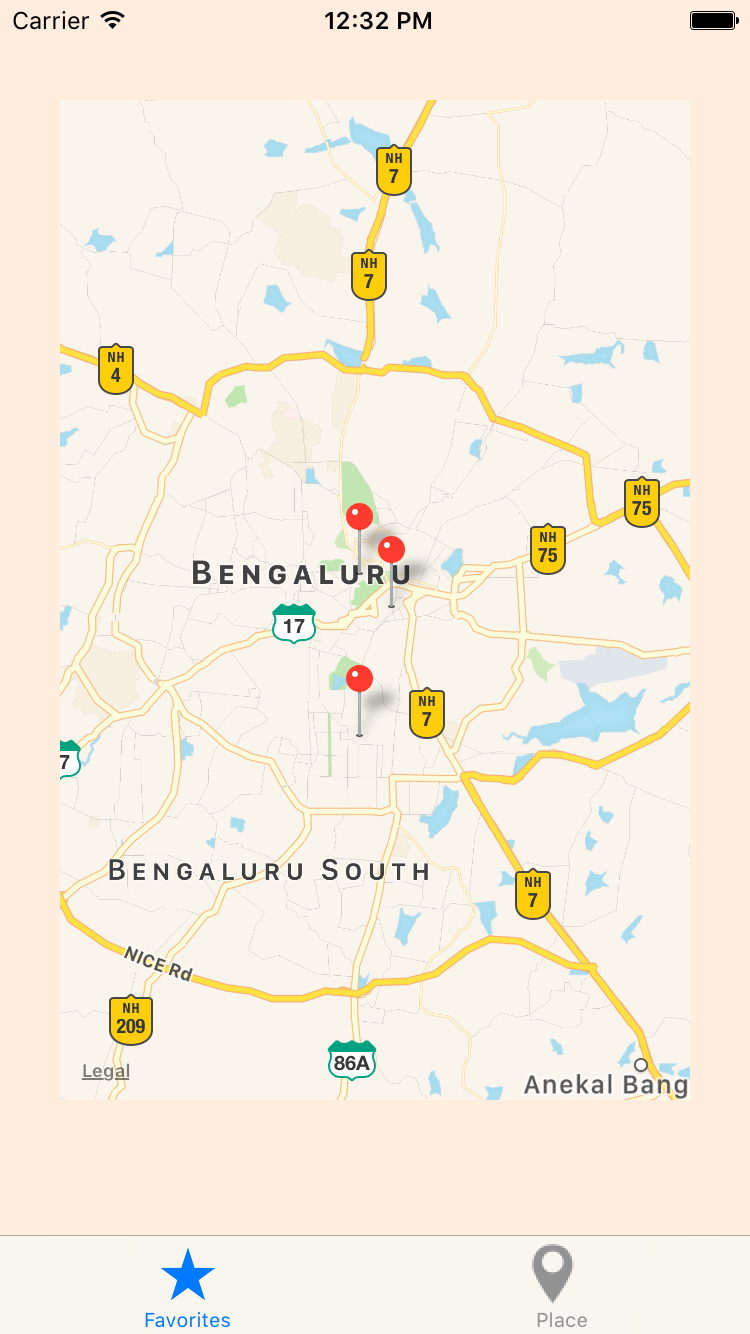 Carrier 12:32 PM
NH
7
NH
7
NH
4
NH
75
NH
75
BENGALURU
17
NH
7
7
BENGALURU SOUTH
NH
7
NICE Rd
NH
209
86A
Legal
Anekal Bang
Favorites
Place